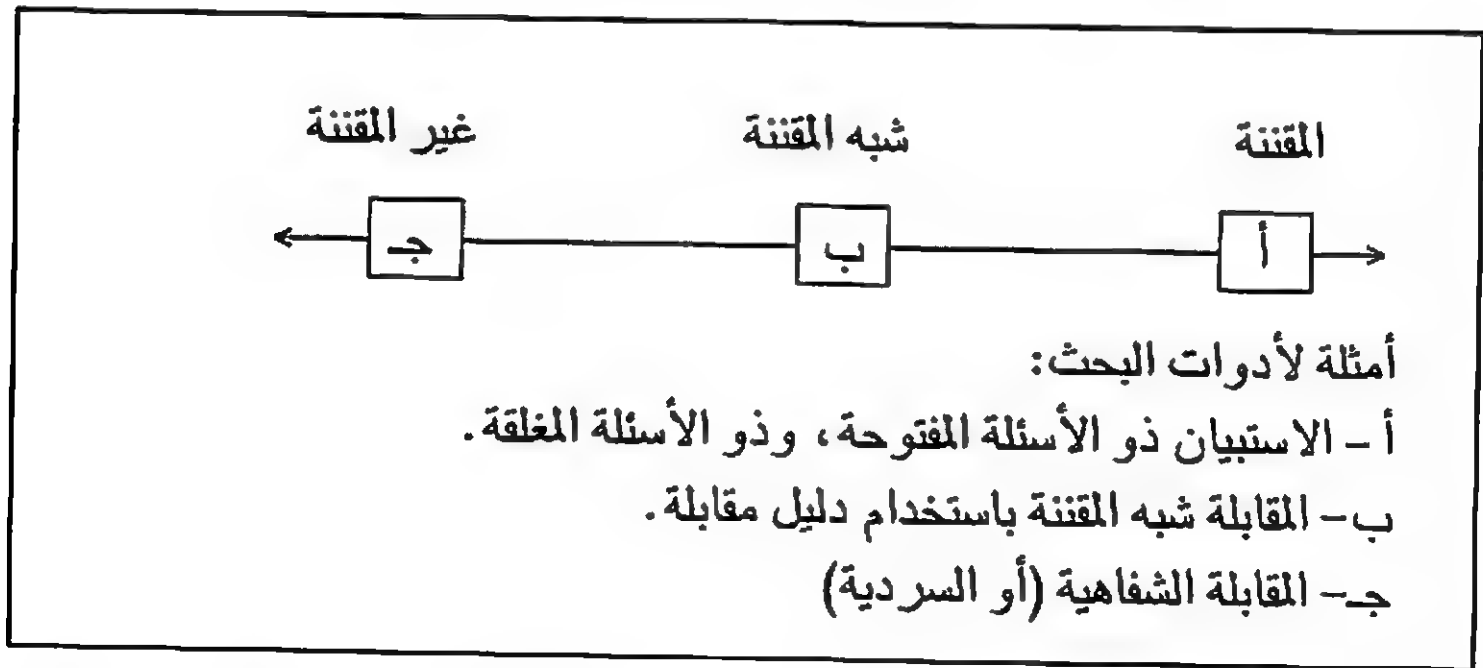 المقننة شبه المقننة غير المقننة
أ ب جـ
أمثلة لأدوات البحث:
أ – الاستبيان ذو الأسئلة المفتوحة، وذو الأسئلة المغلقة.
ب – المقابلة شبه المقننة باستخدام دليل مقابلة.
جـ – المقابلة الشفاهية (أو السردية)